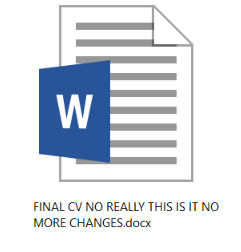 W
FINAL CV NO REALLY THIS IS IT NO
MORE CHANGES.docx